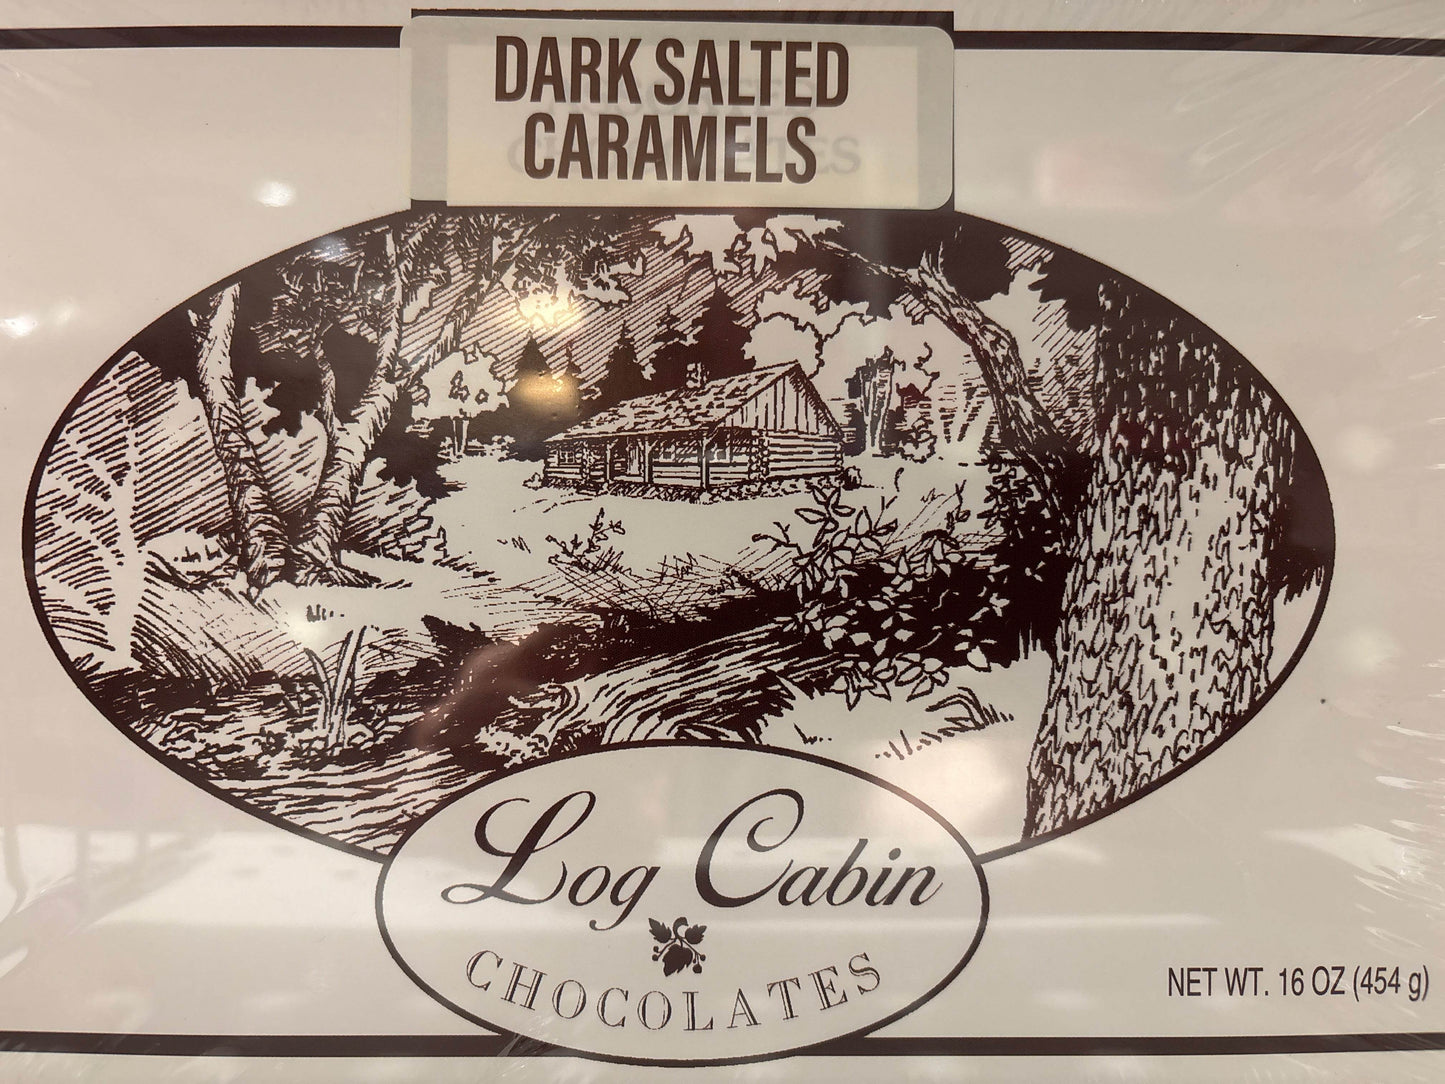 DARK SALTED
CARAMELS
Log Cabin
CHOCOLATES
NET WT. 16 OZ (454 g)